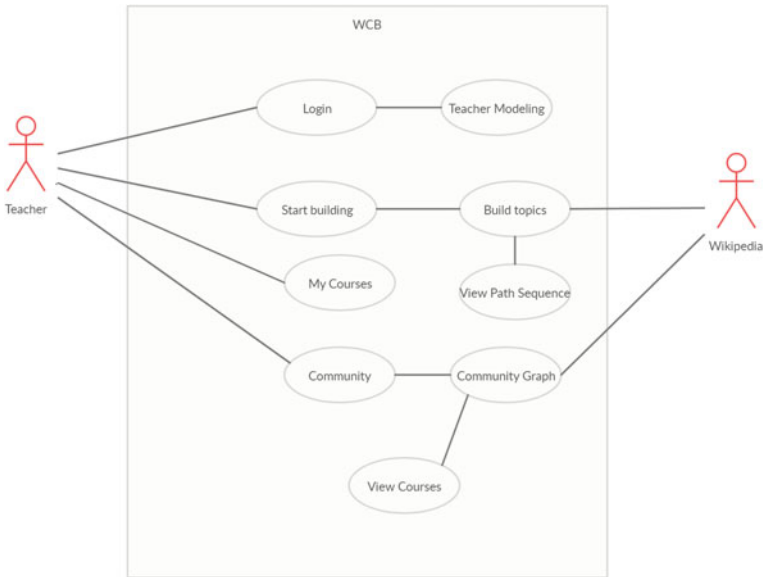 WCB
Login
Teacher Modeling
Teacher
Start building
Build topics
Wikipedia
My Courses
View Path Sequence
Community
Community Graph
View Courses